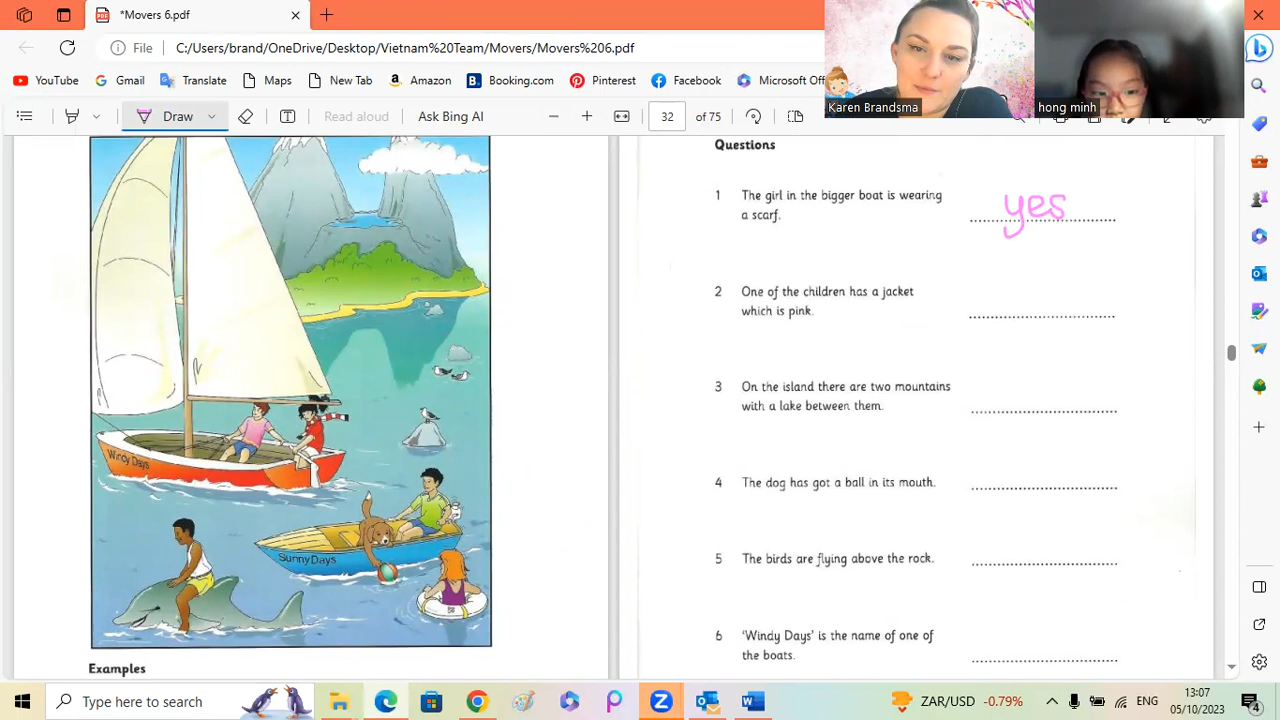 *Movers 6.pdf
File
C:/Users/brand/OneDrive/Desktop/Vietnam%20Team/Movers/Movers%206.pdf
YouTube
Gmail
Translate
Maps
New Tab
Amazon
Booking.com
Pinterest
Facebook
Microsoft Off
Karen Brandsma
hong minh
Draw
Read aloud
Ask Bing AI
32
of 75
Questions
1 The girl in the bigger boat is wearing
a scarf.
yes
2 One of the children has a jacket
which is pink.
3 On the island there are two mountains
with a lake between them.
4 The dog has got a ball in its mouth.
5 The birds are flying above the rock.
6 'Windy Days' is the name of one of
the boats.
Windy Days
Sunny Days
Examples
Type here to search
ZAR/USD
-0.79%
ENG
13:07
05/10/2023
4